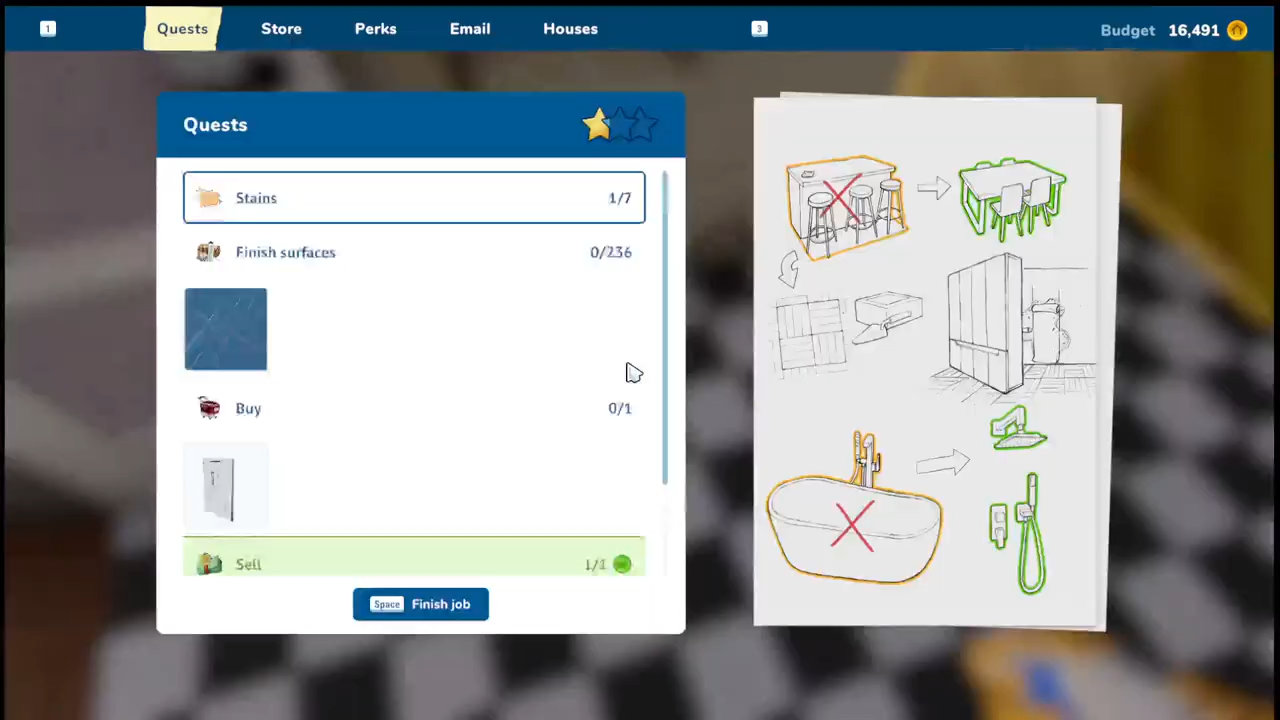 1 Quests Store Perks Email Houses 3 Budget 16,491
Quests
Stains 1/7
Finish surfaces 0/236
Buy 0/1
Sell 1/1
Space Finish job